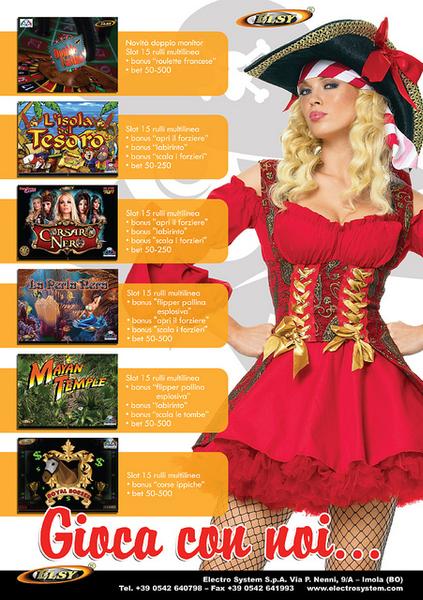 ELSY
Novità doppio monitor
Slot 15 rulli multilinea
• bonus "roulette francese"
• bet 50-500
L'isola
del
Tesoro
Slot 15 rulli multilinea
• bonus "apri il forziere"
• bonus "labirinto"
• bonus "scala i forzieri"
• bet 50-250
CORSARO
NERO
Slot 15 rulli multilinea
• bonus "apri il forziere"
• bonus "labirinto"
• bonus "scala i forzieri"
• bet 50-500
La Perla Nera
Slot 15 rulli multilinea
• bonus "flipper pallina
esplosiva"
• bonus "apri il forziere"
• bonus "scala i forzieri"
• bet 50-500
MAYAN
TEMPLE
Slot 15 rulli multilinea
• bonus "flipper pallina
esplosiva"
• bonus "labirinto"
• bonus "scala le tombe"
• bet 50-500
ROYAL HORSES
Slot 15 rulli multilinea
• bonus "corse ippiche"
• bet 50-500
Gioca con noi...
ELSY
Electro System S.p.A. Via P. Nenni, 9/A – Imola (BO)
Tel. +39 0542 640798 – Fax +39 0542 641993 www.electrosystem.com